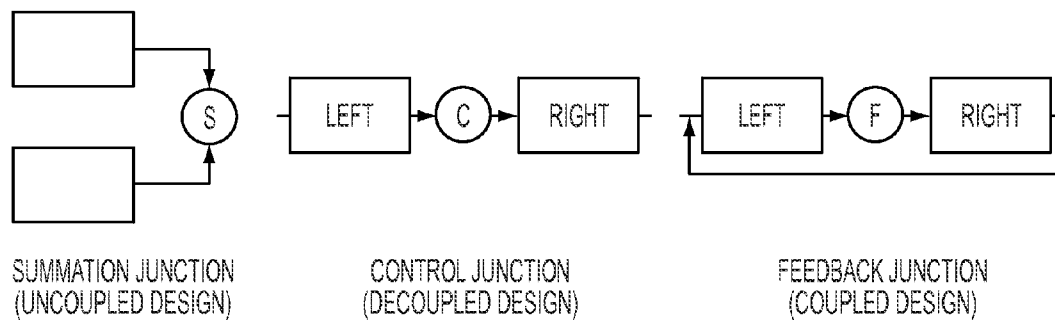 S
LEFT
C
RIGHT
LEFT
F
RIGHT
SUMMATION JUNCTION
(UNCOUPLED DESIGN)
CONTROL JUNCTION
(DECOUPLED DESIGN)
FEEDBACK JUNCTION
(COUPLED DESIGN)